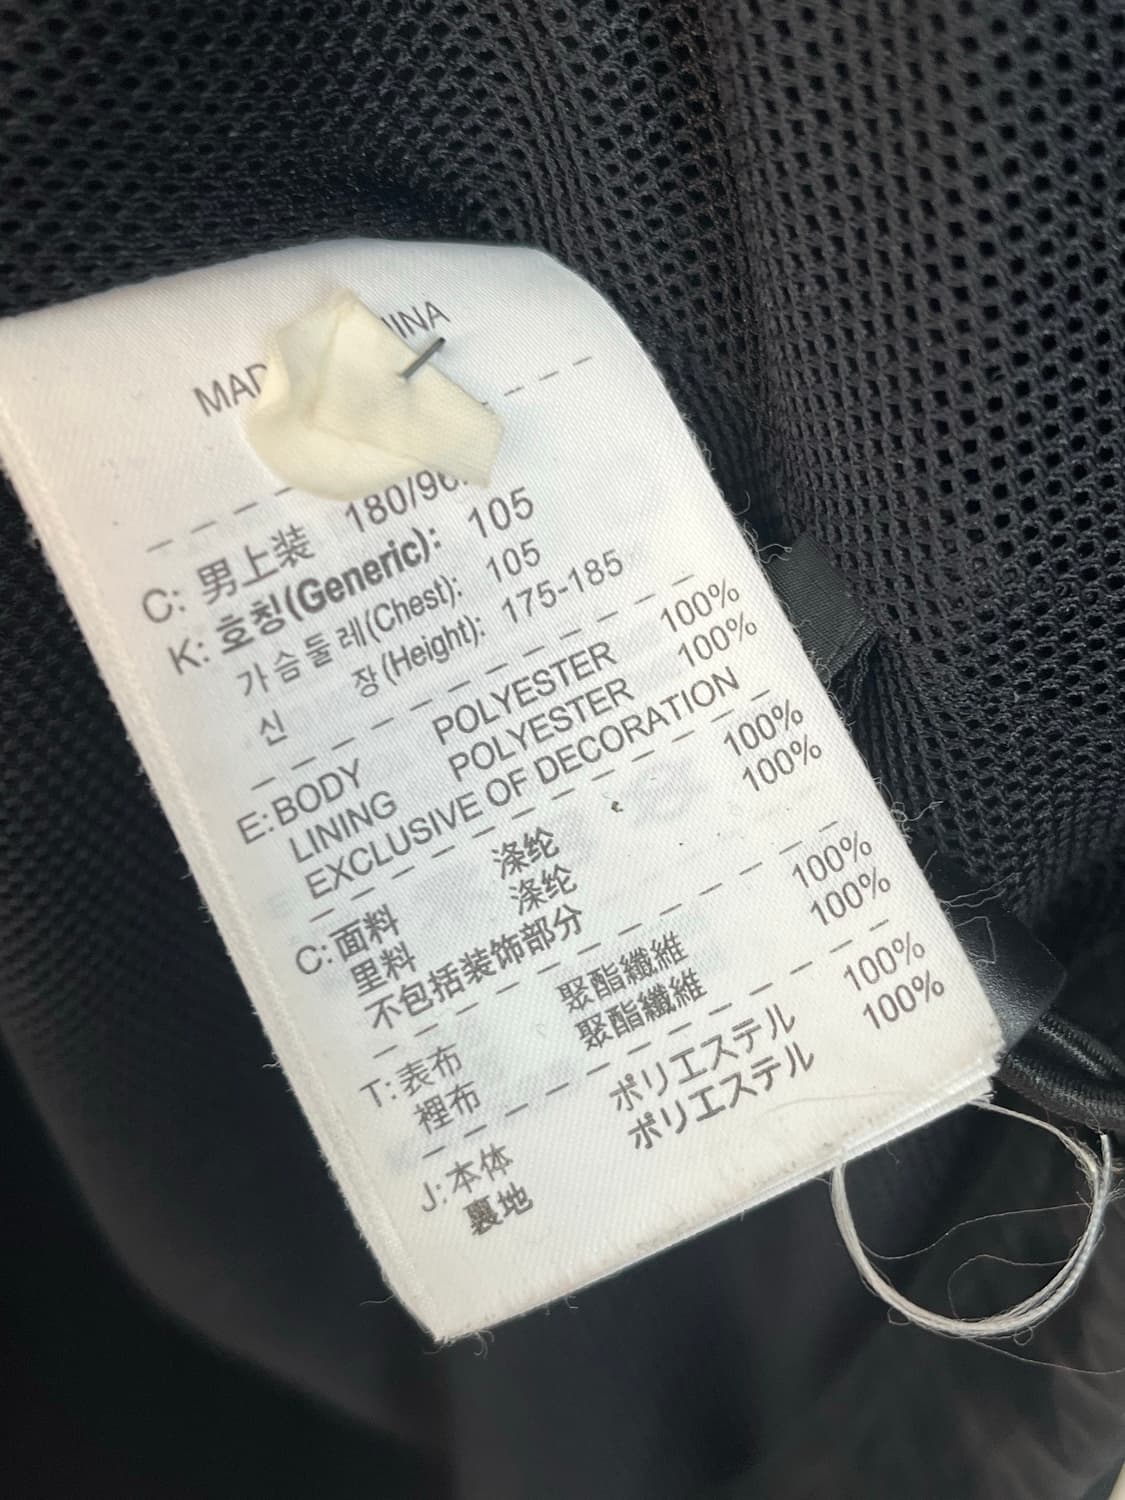 MAD
INA
C: 男上装 180/96
K: 호칭(Generic): 105
가슴둘레(Chest): 105
신 장(Height): 175-185
E: BODY POLYESTER 100%
LINING POLYESTER 100%
EXCLUSIVE OF DECORATION
C: 面料 涤纶 100%
里料 涤纶 100%
不包括装饰部分
T: 表布 聚酯纖維 100%
裡布 聚酯纖維 100%
J: 本体 ポリエステル 100%
裏地 ポリエステル 100%